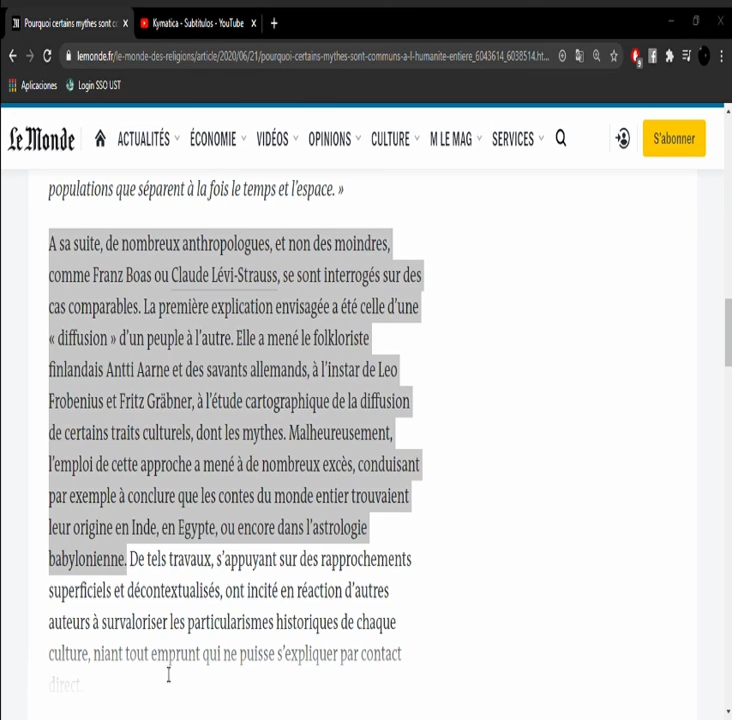 Pourquoi certains mythes sont co
Kymatica - Subtitulos - YouTube
lemonde.fr/le-monde-des-religions/article/2020/06/21/pourquoi-certains-mythes-sont-communs-a-l-humanite-entiere_6043614_6038514.ht...
Aplicaciones Login SSO UST
Le Monde ACTUALITÉS ÉCONOMIE VIDÉOS OPINIONS CULTURE M LE MAG SERVICES S'abonner
populations que séparent à la fois le temps et l'espace. »
A sa suite, de nombreux anthropologues, et non des moindres,
comme Franz Boas ou Claude Lévi-Strauss, se sont interrogés sur des
cas comparables. La première explication envisagée a été celle d'une
« diffusion » d'un peuple à l'autre. Elle a mené le folkloriste
finlandais Antti Aarne et des savants allemands, à l'instar de Leo
Frobenius et Fritz Gräbner, à l'étude cartographique de la diffusion
de certains traits culturels, dont les mythes. Malheureusement,
l'emploi de cette approche a mené à de nombreux excès, conduisant
par exemple à conclure que les contes du monde entier trouvaient
leur origine en Inde, en Egypte, ou encore dans l'astrologie
babylonienne. De tels travaux, s'appuyant sur des rapprochements
superficiels et décontextualisés, ont incité en réaction d'autres
auteurs à survaloriser les particularismes historiques de chaque
culture, niant tout emprunt qui ne puisse s'expliquer par contact
direct.